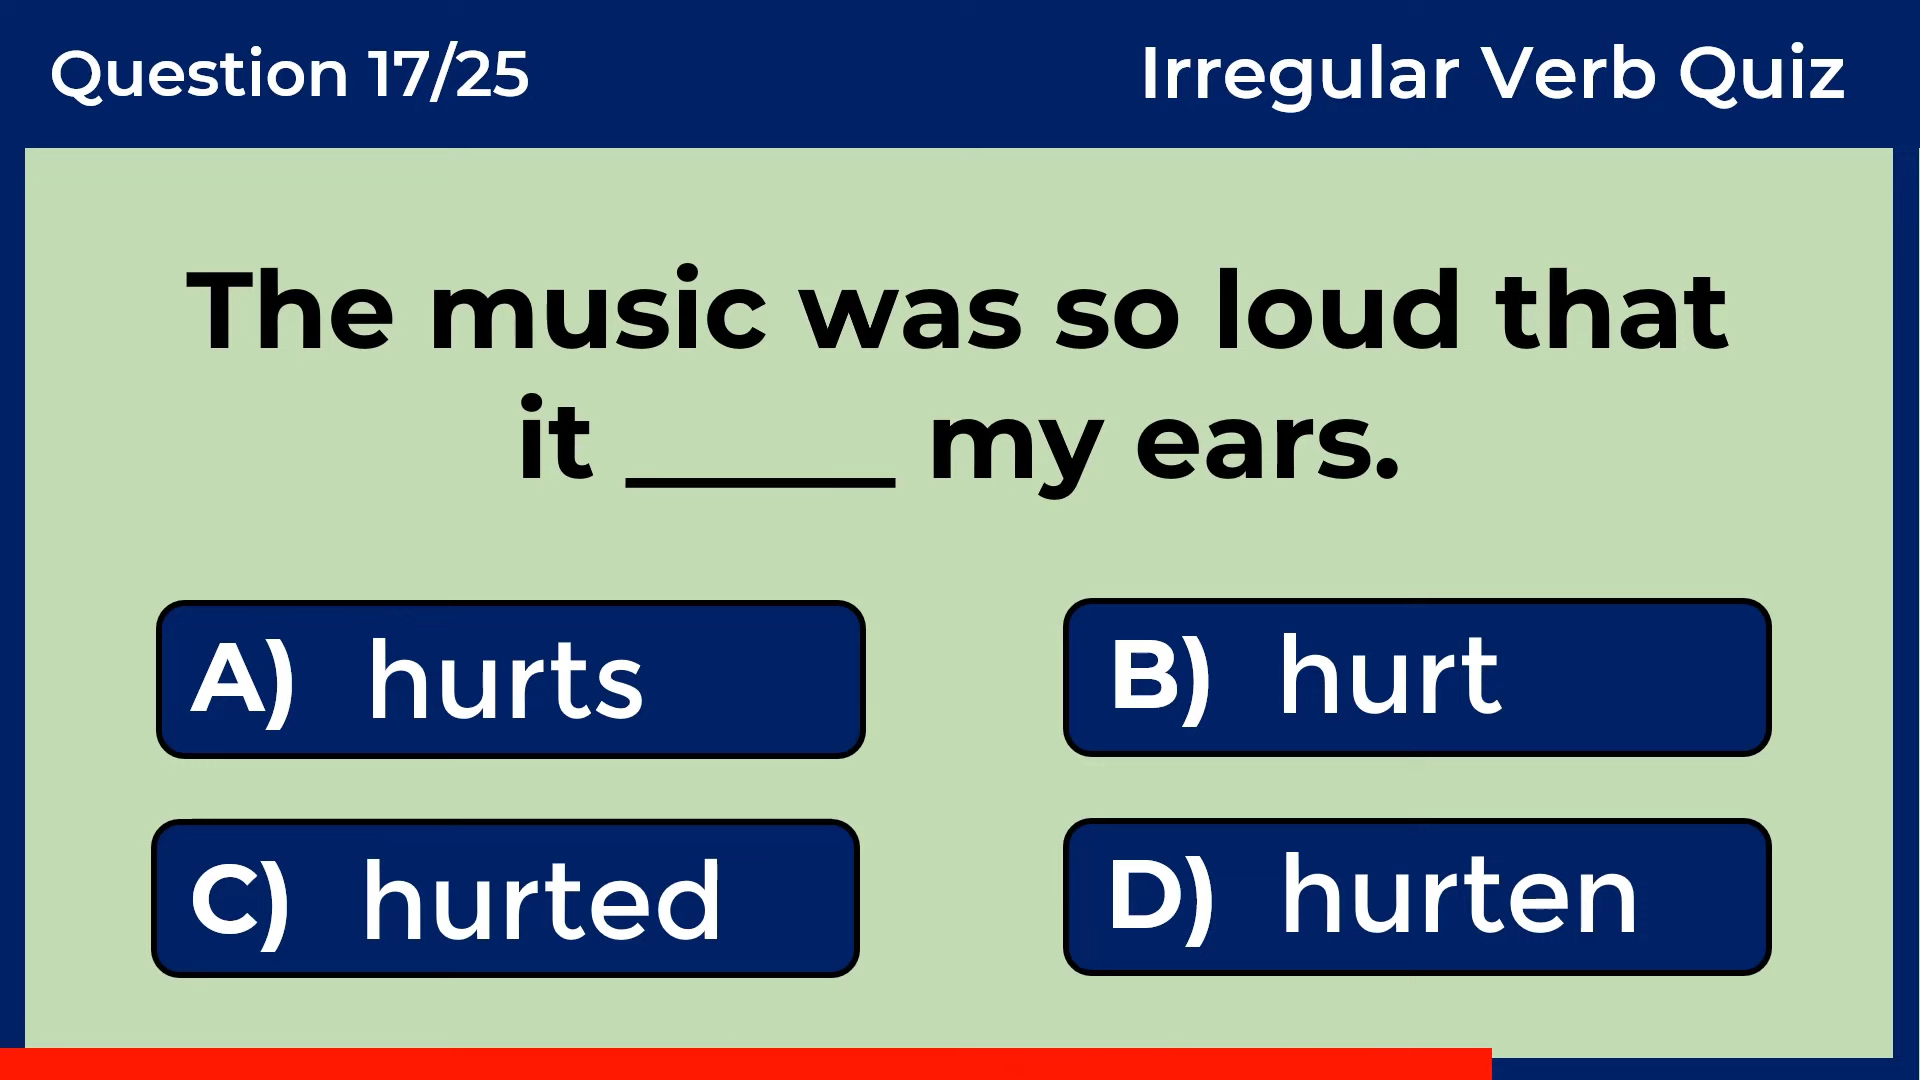 Question 17/25
Irregular Verb Quiz
The music was so loud that
it _____ my ears.
A) hurts
B) hurt
C) hurted
D) hurten